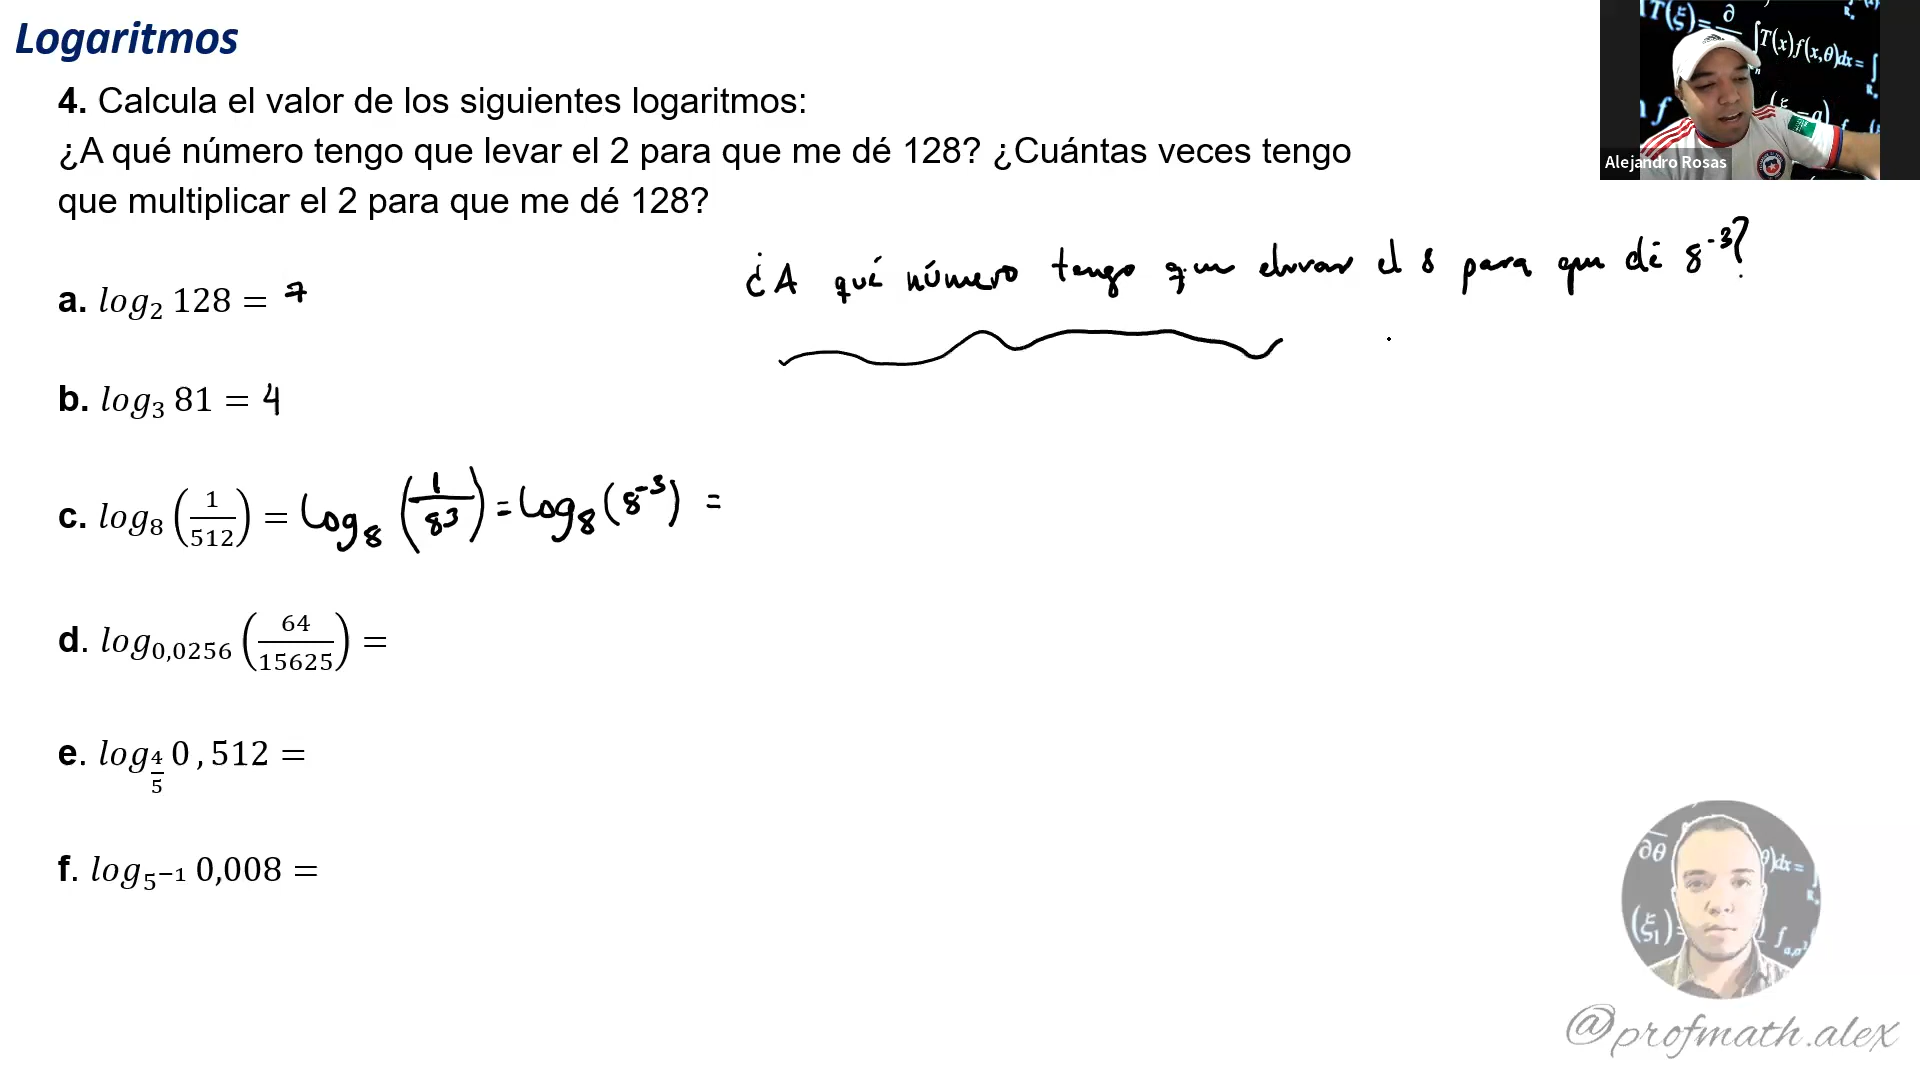 Logaritmos
4. Calcula el valor de los siguientes logaritmos:
¿A qué número tengo que levar el 2 para que me dé 128? ¿Cuántas veces tengo
que multiplicar el 2 para que me dé 128?
¿A qué número tengo que elevar el 8 para que dé 8⁻³?
a. log₂ 128 = 7
b. log₃ 81 = 4
c. log₈ (1/512) = Log₈ (1/8³) = Log₈ (8⁻³) =
d. log₀,₀₂₅₆ (64/15625) =
e. log_{4/5} 0,512 =
f. log_{5⁻¹} 0,008 =
Alejandro Rosas
@profmath.alex